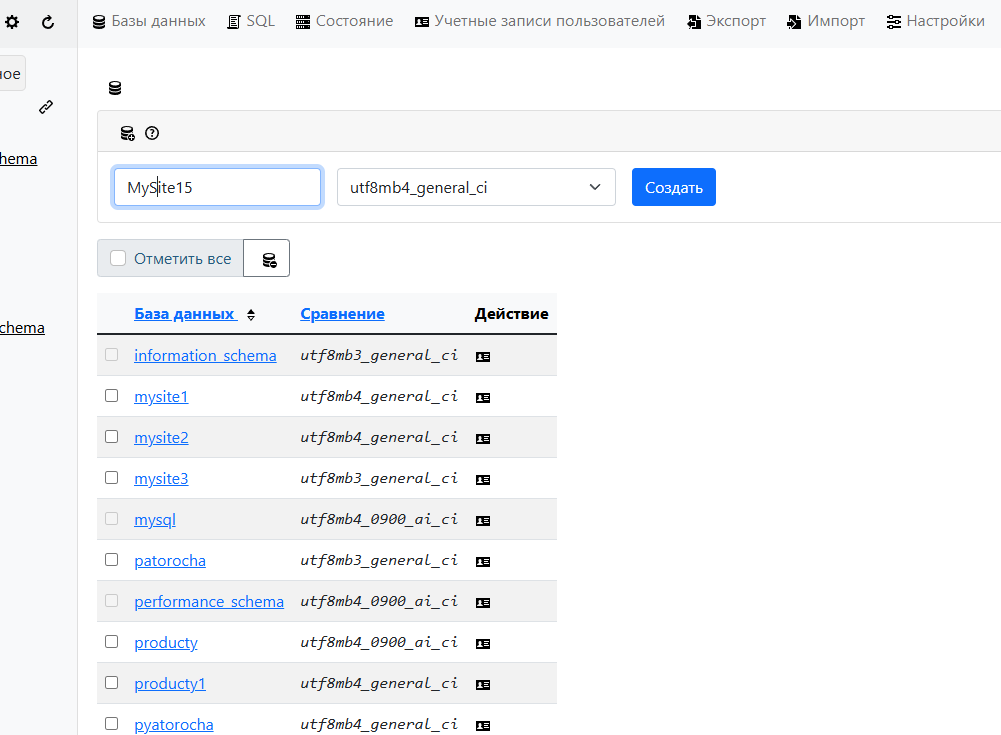 Базы данных SQL Состояние Учетные записи пользователей Экспорт Импорт Настройки
ное
hema
MySite15 utf8mb4_general_ci Создать
Отметить все
chema
База данных Сравнение Действие
information_schema utf8mb3_general_ci
mysite1 utf8mb4_general_ci
mysite2 utf8mb4_general_ci
mysite3 utf8mb3_general_ci
mysql utf8mb4_0900_ai_ci
patorocha utf8mb3_general_ci
performance_schema utf8mb4_0900_ai_ci
producty utf8mb4_0900_ai_ci
producty1 utf8mb4_general_ci
pyatorocha utf8mb4_general_ci